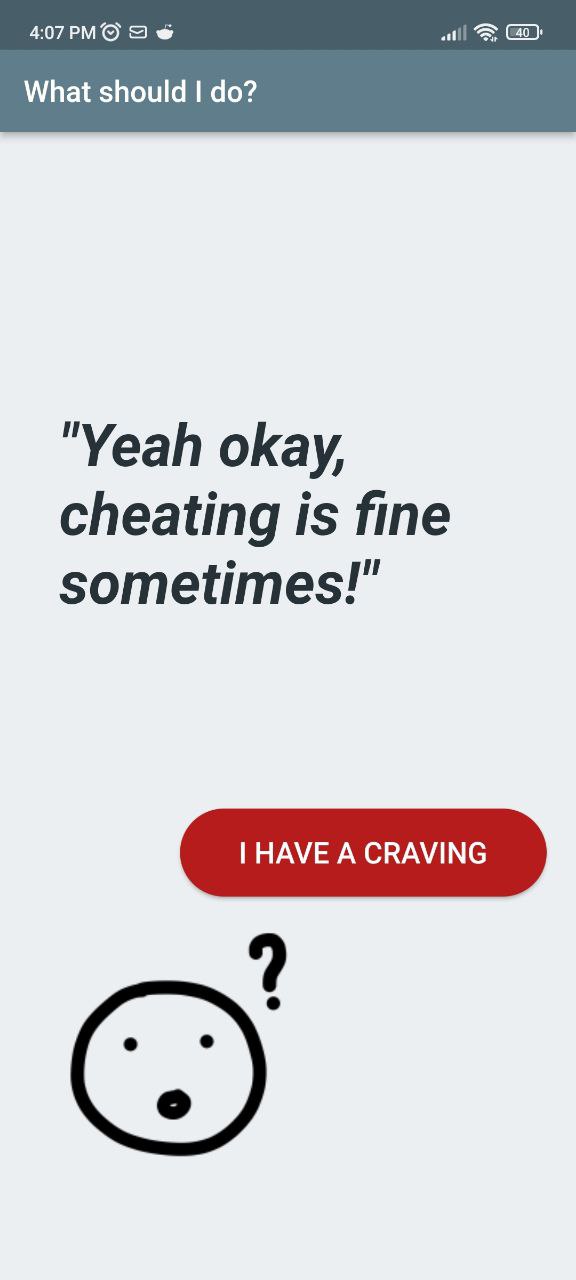 4:07 PM
40
What should I do?
"Yeah okay,
cheating is fine
sometimes!"
I HAVE A CRAVING
?